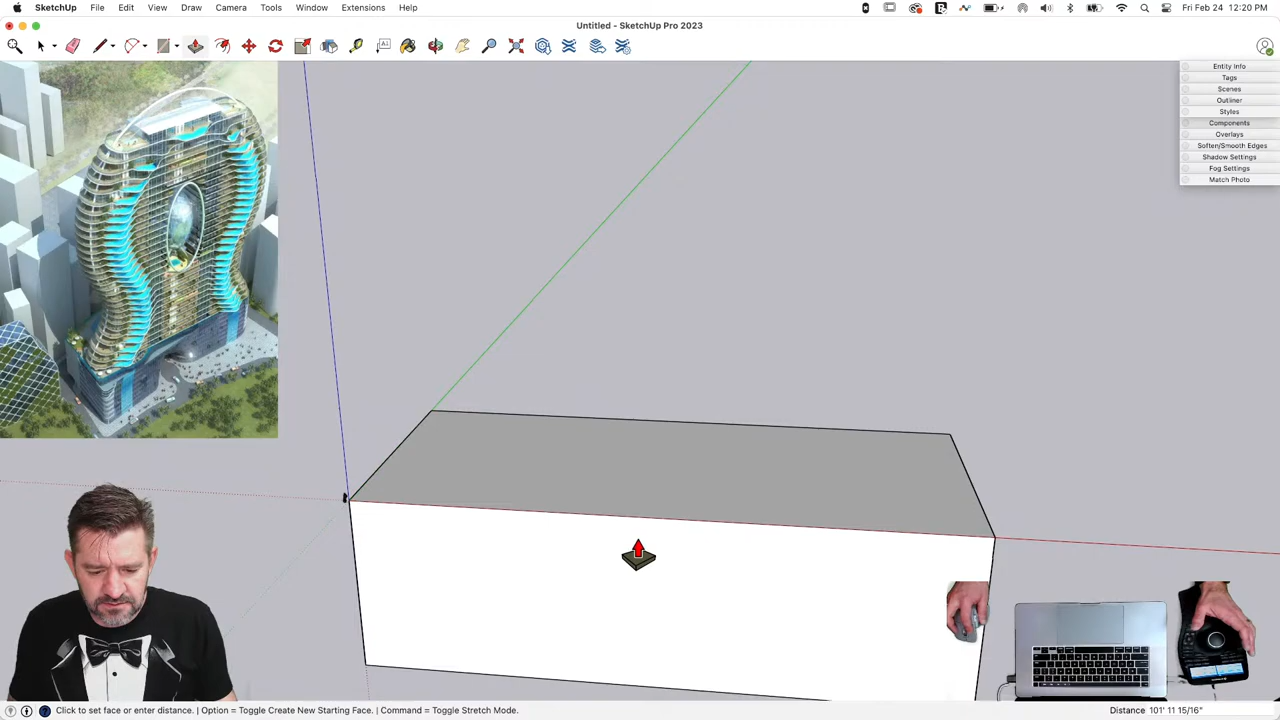 SketchUp File Edit View Draw Camera Tools Window Extensions Help
Fri Feb 24 12:20 PM
Untitled - SketchUp Pro 2023
Entity Info
Tags
Scenes
Outliner
Styles
Components
Overlays
Soften/Smooth Edges
Shadow Settings
Fog Settings
Match Photo
Click to set face or enter distance. | Option = Toggle Create New Starting Face. | Command = Toggle Stretch Mode.
Distance 101' 11 15/16"